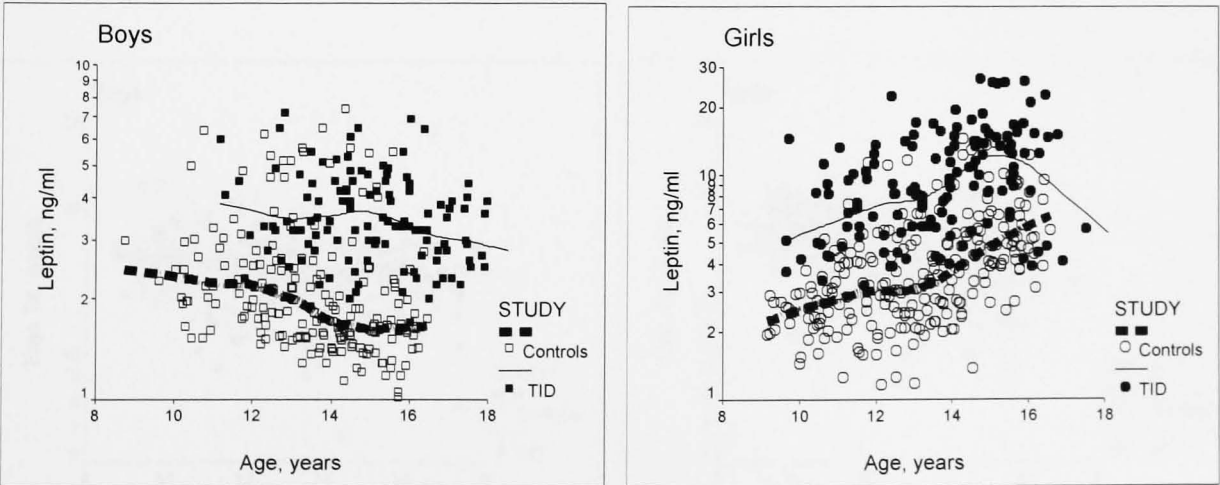 Boys
Leptin, ng/ml
10
9
8
7
6
5
4
3
2
1
8
10
12
14
16
18
Age, years
STUDY
Controls
TID
Girls
Leptin, ng/ml
30
20
10
9
8
7
6
5
4
3
2
1
8
10
12
14
16
18
Age, years
STUDY
Controls
TID